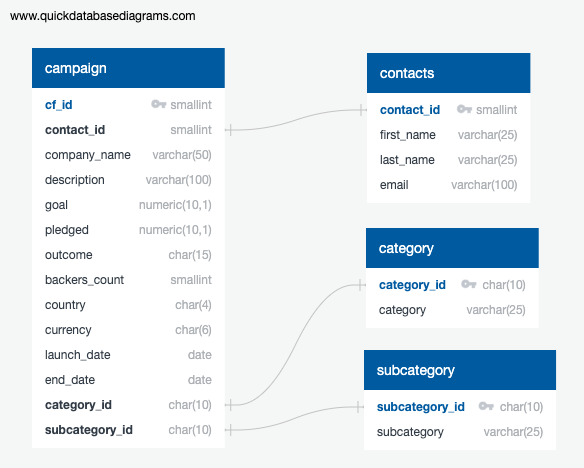 www.quickdatabasediagrams.com
campaign
cf_id smallint
contact_id smallint
company_name varchar(50)
description varchar(100)
goal numeric(10,1)
pledged numeric(10,1)
outcome char(15)
backers_count smallint
country char(4)
currency char(6)
launch_date date
end_date date
category_id char(10)
subcategory_id char(10)
contacts
contact_id smallint
first_name varchar(25)
last_name varchar(25)
email varchar(100)
category
category_id char(10)
category varchar(25)
subcategory
subcategory_id char(10)
subcategory varchar(25)